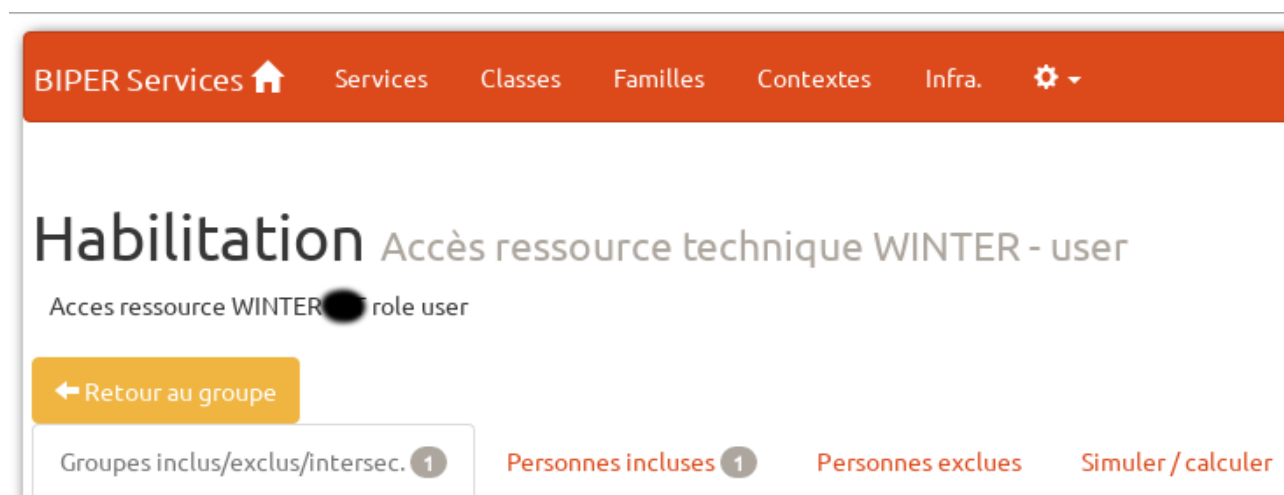 BIPER Services Services Classes Familles Contextes Infra.
Habilitation Accès ressource technique WINTER - user
Acces ressource WINTER role user
Retour au groupe
Groupes inclus/exclus/intersec. 1 Personnes incluses 1 Personnes exclues Simuler / calculer